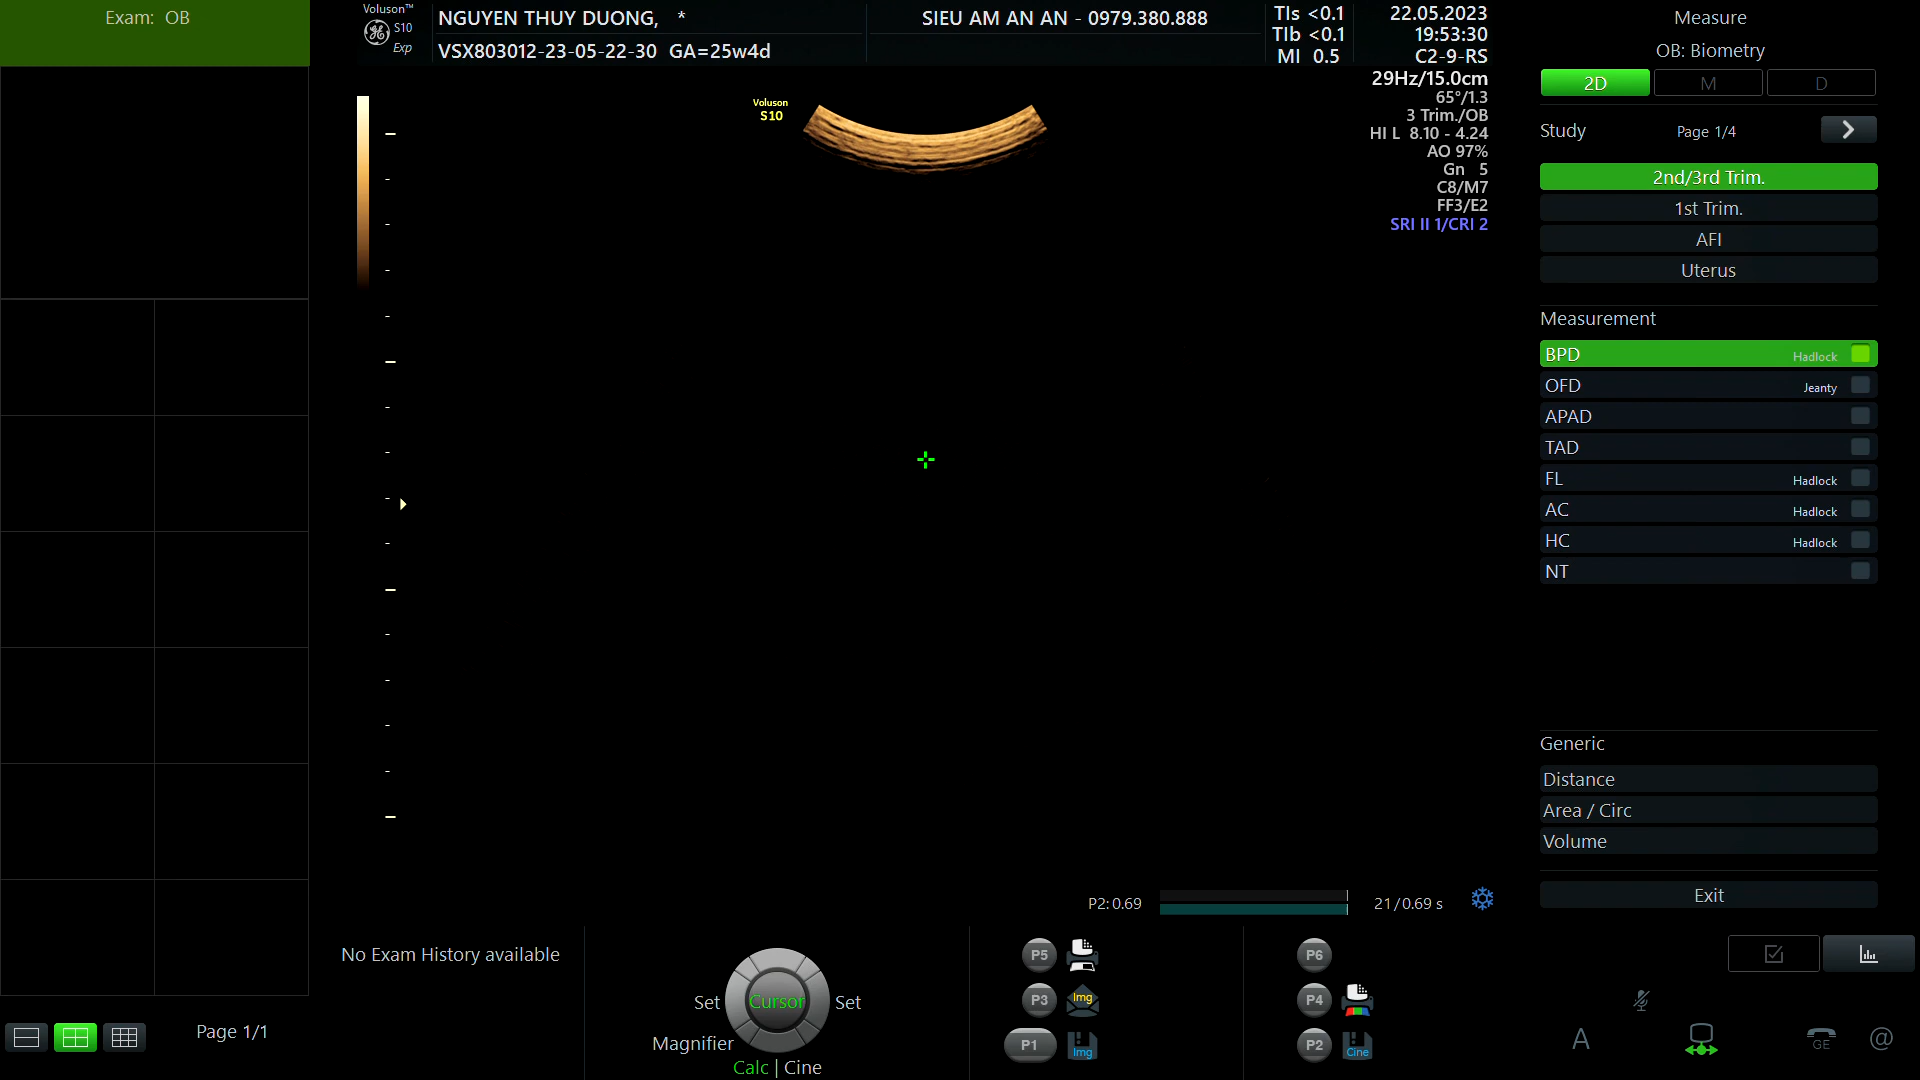 Exam: OB
Voluson™
S10
Exp
NGUYEN THUY DUONG, *
VSX803012-23-05-22-30 GA=25w4d
SIEU AM AN AN - 0979.380.888
TIs <0.1
TIb <0.1
MI 0.5
22.05.2023
19:53:30
C2-9-RS
29Hz/15.0cm
65°/1.3
3 Trim./OB
HI L 8.10 - 4.24
AO 97%
Gn 5
C8/M7
FF3/E2
SRI II 1/CRI 2
Voluson
S10
Measure
OB: Biometry
2D M D
Study Page 1/4
2nd/3rd Trim.
1st Trim.
AFI
Uterus
Measurement
BPD Hadlock
OFD Jeanty
APAD
TAD
FL Hadlock
AC Hadlock
HC Hadlock
NT
Generic
Distance
Area / Circ
Volume
Exit
P2: 0.69 21 / 0.69 s
No Exam History available
Set Cursor Set
Magnifier
Calc | Cine
P5
P3 Img
P1 Img
P6
P4
P2 Cine
Page 1/1
A GE @